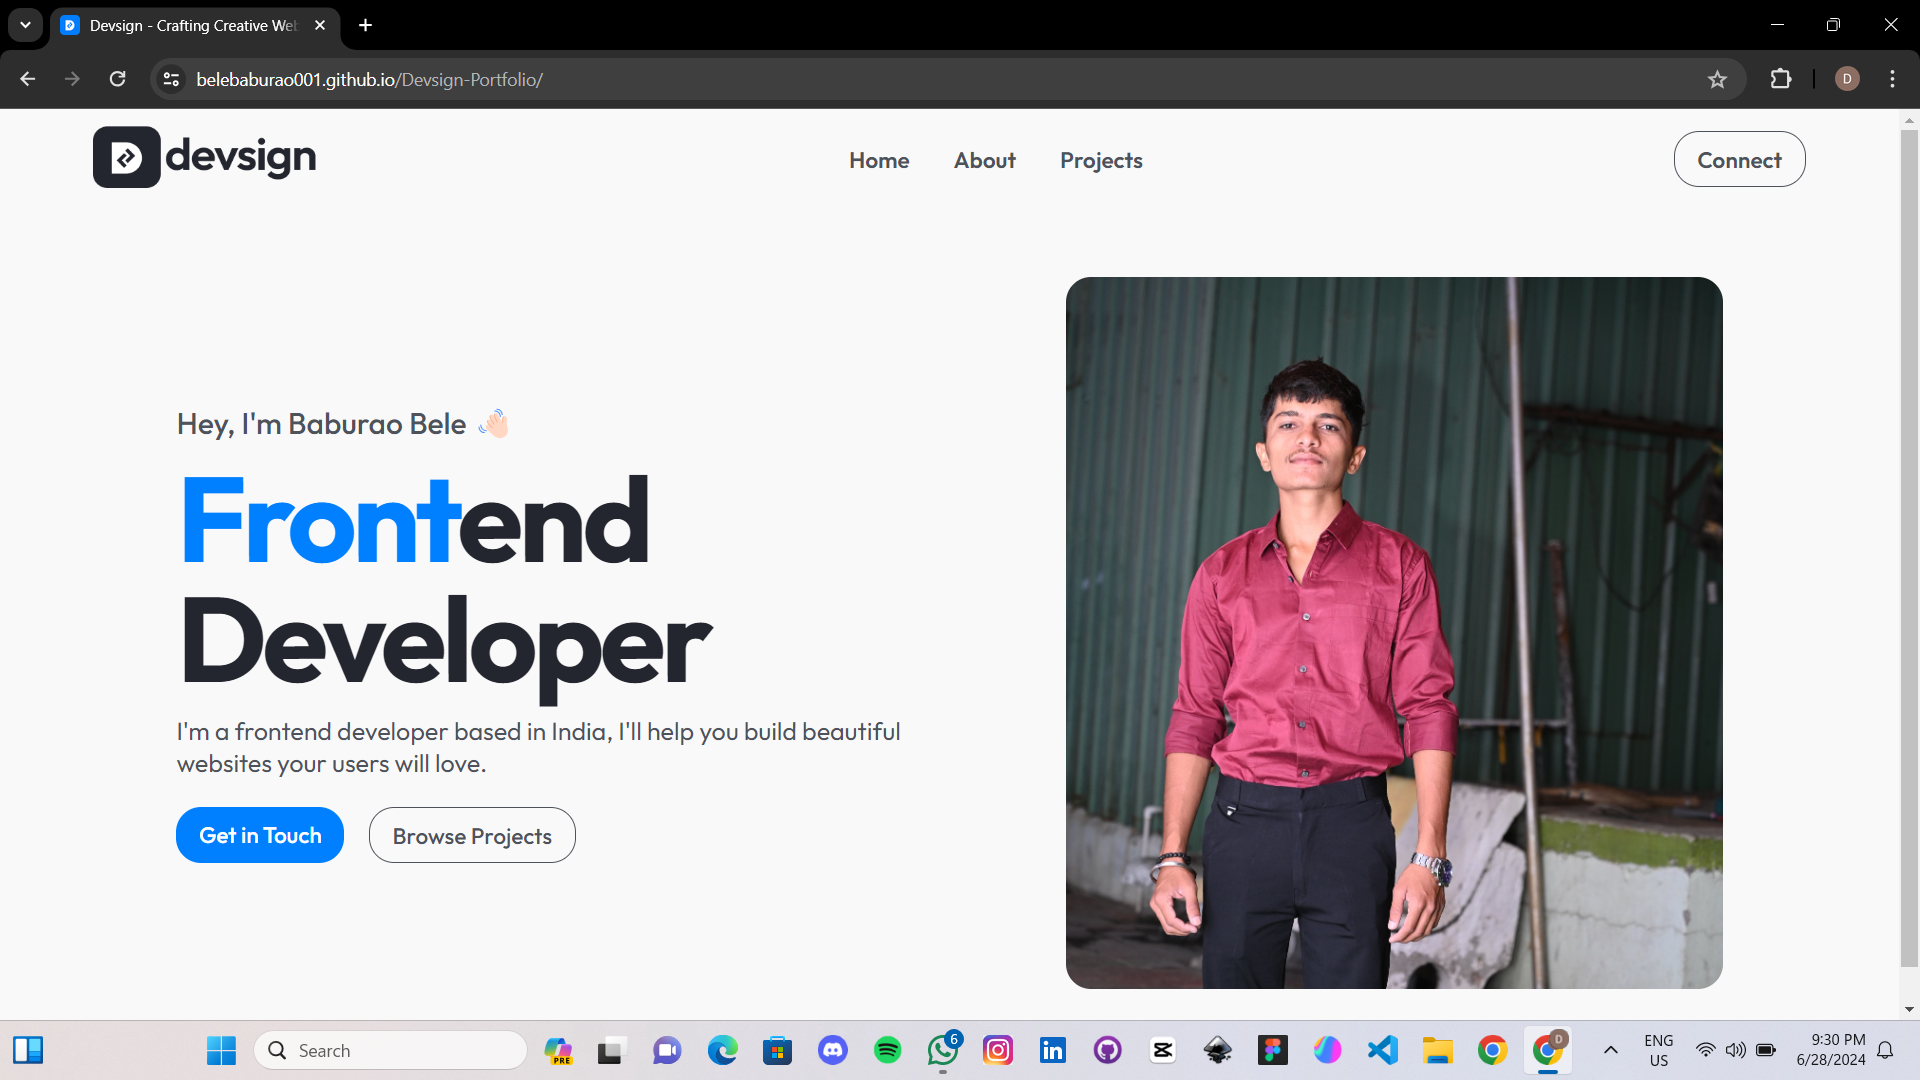 Devsign - Crafting Creative Web
belebaburao001.github.io/Devsign-Portfolio/
D
devsign
Home
About
Projects
Connect
Hey, I'm Baburao Bele
Frontend
Developer
I'm a frontend developer based in India, I'll help you build beautiful
websites your users will love.
Get in Touch
Browse Projects
Search
PRE
6
in
D
ENG
US
9:30 PM
6/28/2024